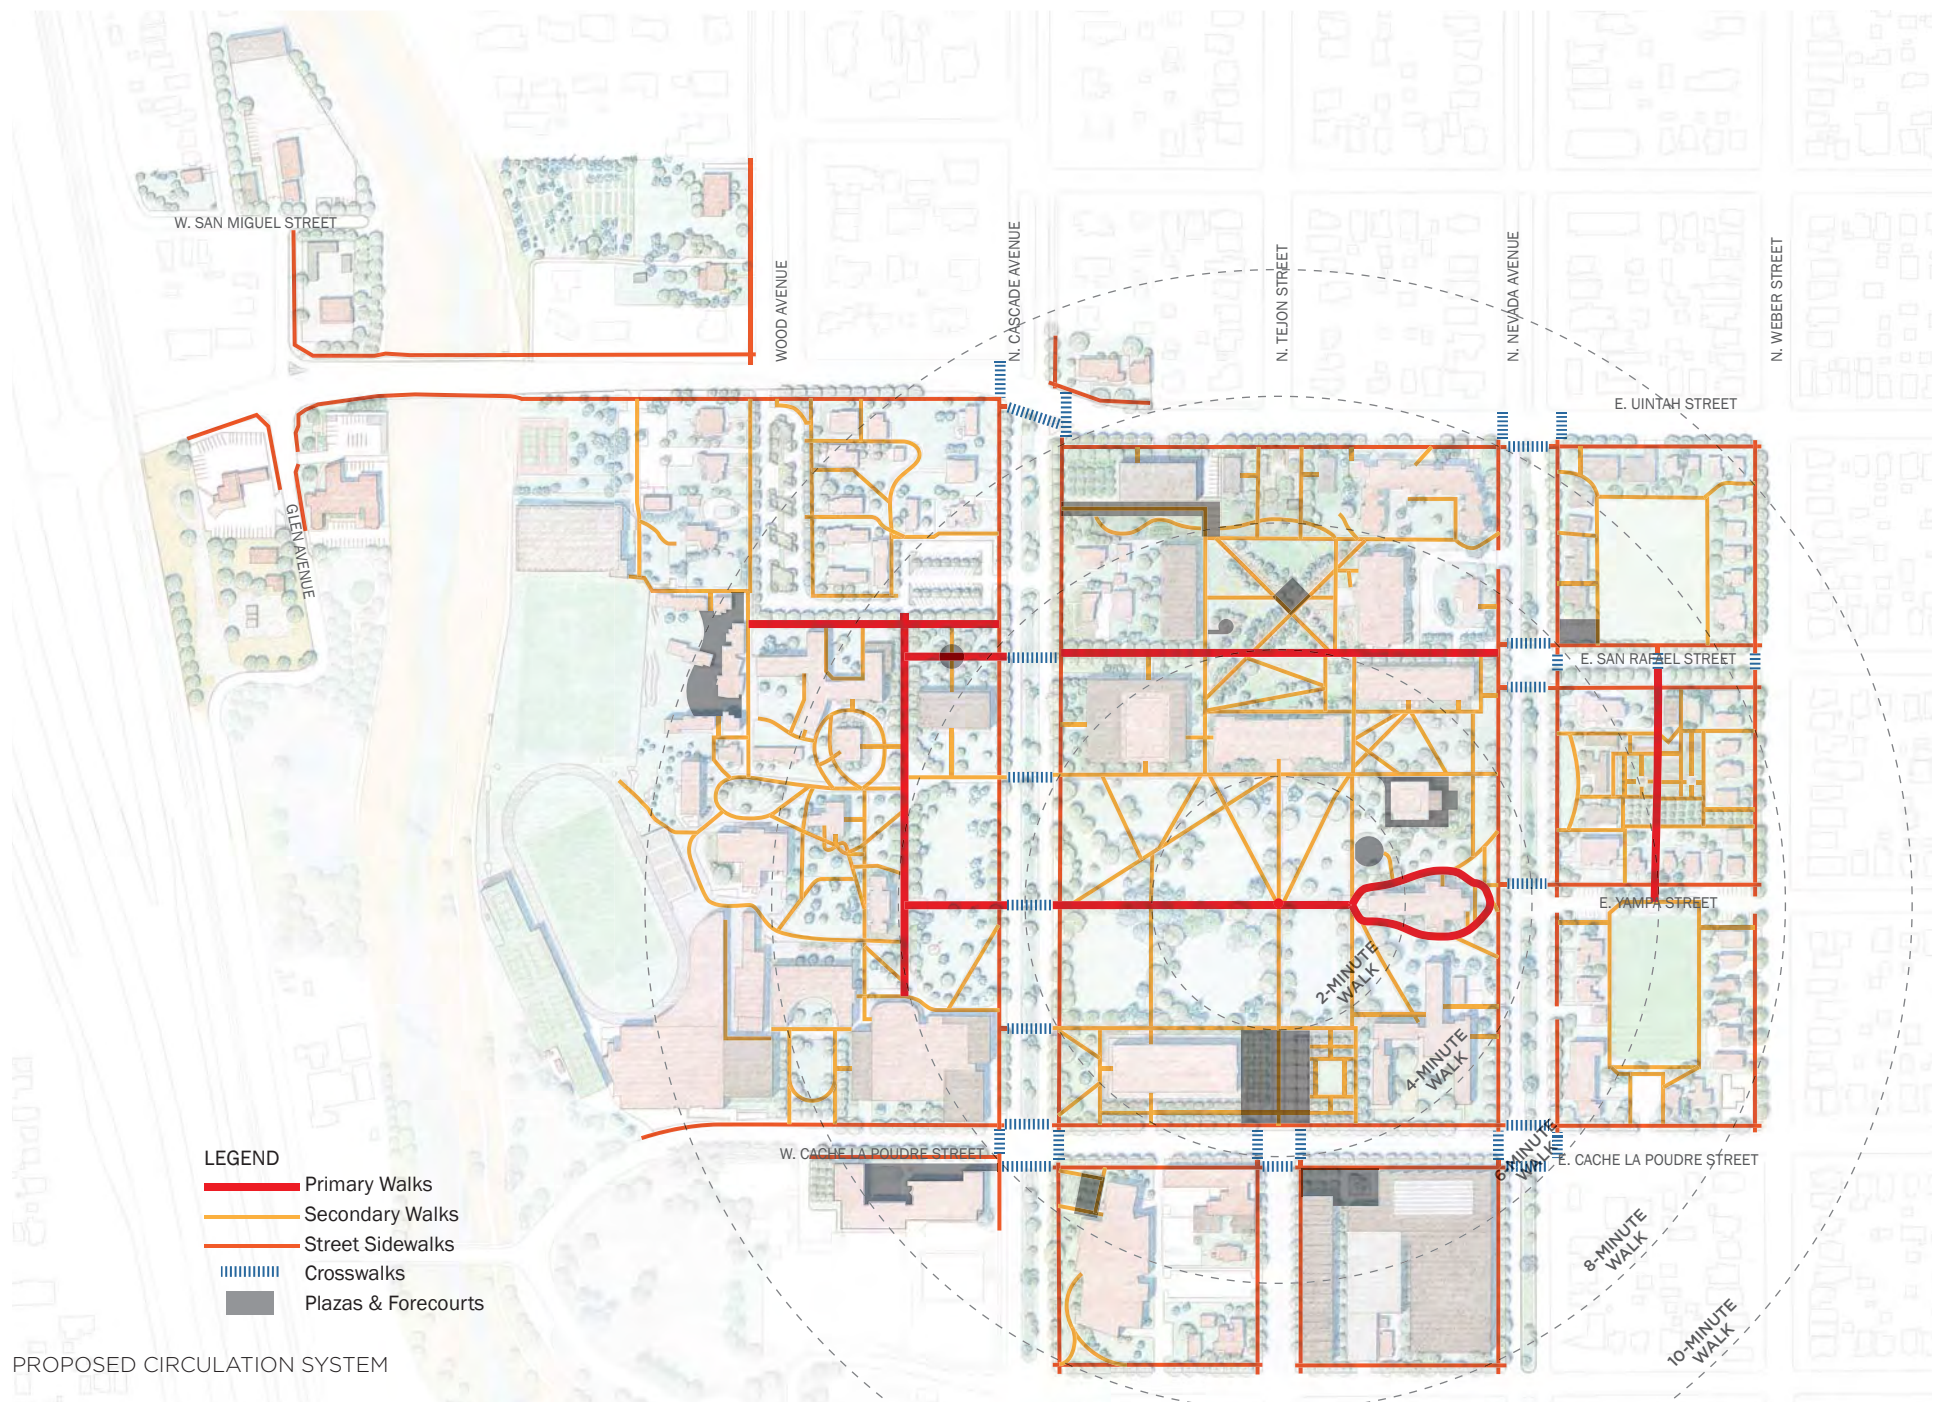 W. SAN MIGUEL STREET
WOOD AVENUE
N. CASCADE AVENUE
N. TEJON STREET
N. NEVADA AVENUE
N. WEBER STREET
E. UINTAH STREET
GLEN AVENUE
E. SAN RAFAEL STREET
E. YAMPA STREET
2-MINUTE
WALK
4-MINUTE
WALK
6-MINUTE
WALK
W. CACHE LA POUDRE STREET
E. CACHE LA POUDRE STREET
8-MINUTE
WALK
10-MINUTE
WALK
LEGEND
Primary Walks
Secondary Walks
Street Sidewalks
Crosswalks
Plazas & Forecourts
PROPOSED CIRCULATION SYSTEM